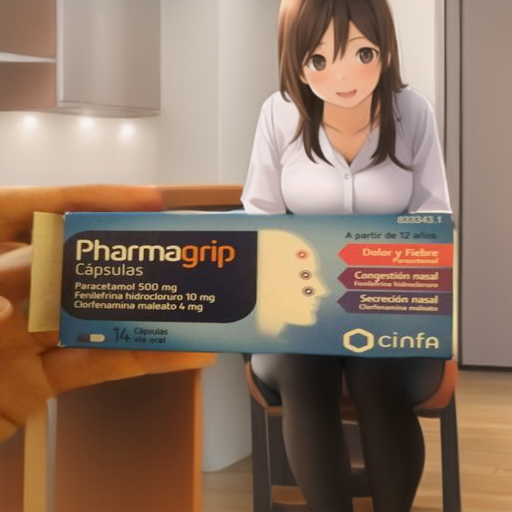 833343.1
Pharmagrip
Cápsulas
Paracetamol 500 mg
Fenilefrina hidrocloruro 10 mg
Clorfenamina maleato 4 mg
14 Cápsulas
vía oral
A partir de 12 años:
Dolor y Fiebre
Paracetamol
Congestión nasal
Fenilefrina hidrocloruro
Secreción nasal
Clorfenamina maleato
cinfa